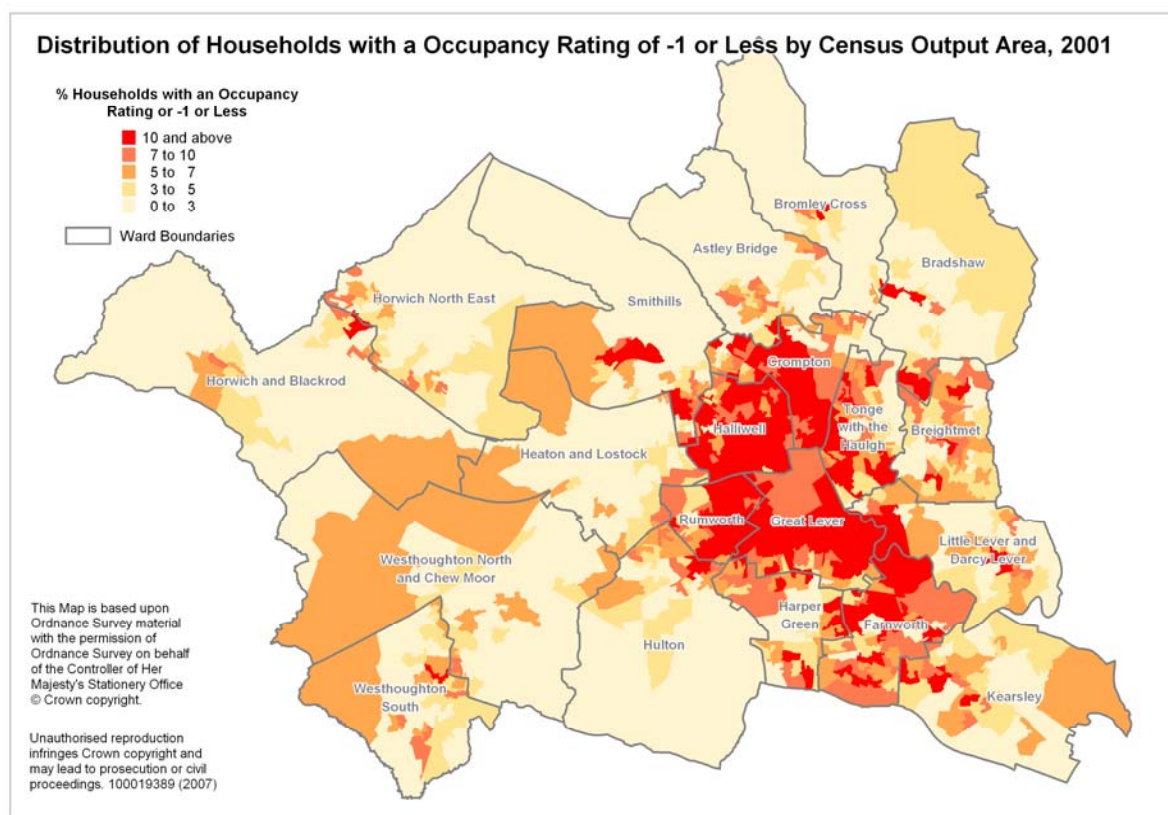 Distribution of Households with a Occupancy Rating of -1 or Less by Census Output Area, 2001
% Households with an Occupancy
Rating or -1 or Less
10 and above
7 to 10
5 to 7
3 to 5
0 to 3
Ward Boundaries
Bromley Cross
Astley Bridge
Bradshaw
Horwich North East
Smithills
Crompton
Horwich and Blackrod
Halliwell
Tonge
with the
Haulgh
Breightmet
Heaton and Lostock
Rumworth
Great Lever
Little Lever and
Darcy Lever
Westhoughton North
and Chew Moor
Harper
Green
Farnworth
Hulton
Westhoughton
South
Kearsley
This Map is based upon
Ordnance Survey material
with the permission of
Ordnance Survey on behalf
of the Controller of Her
Majesty's Stationery Office
© Crown copyright.
Unauthorised reproduction
infringes Crown copyright and
may lead to prosecution or civil
proceedings. 100019389 (2007)